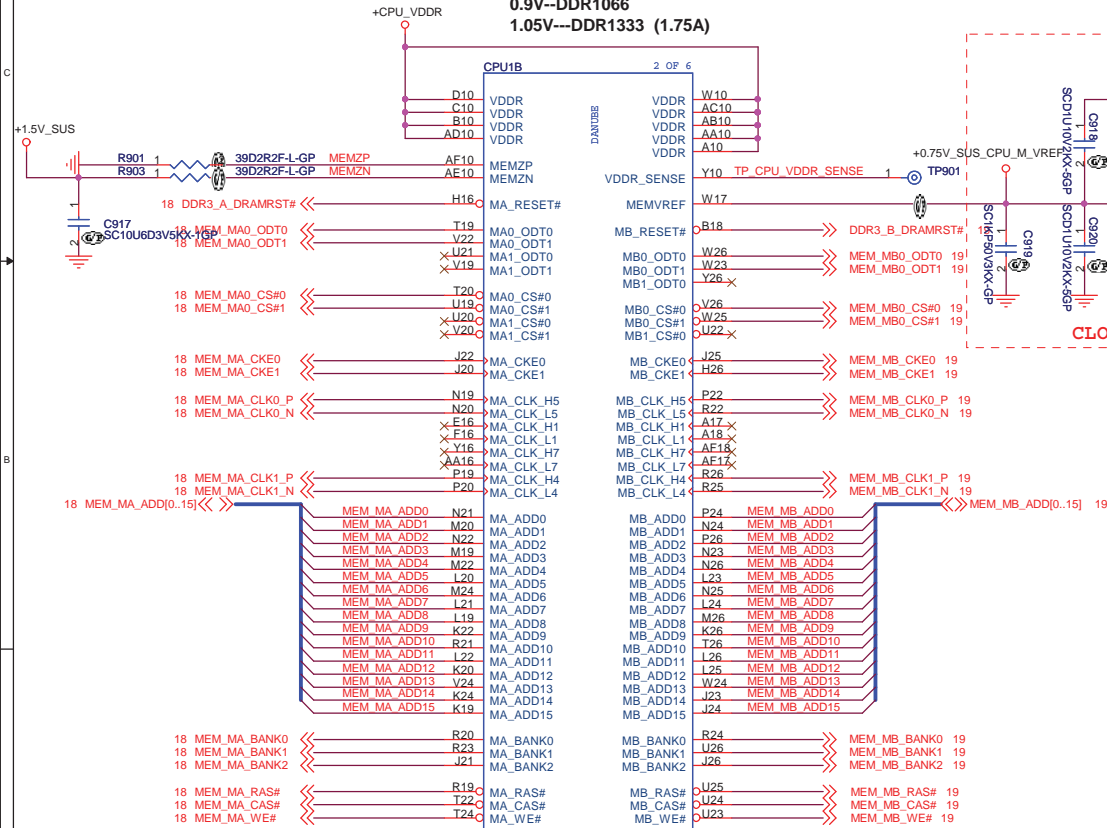 0.9V--DDR1066
1.05V---DDR1333 (1.75A)
+CPU_VDDR
CPU1B 2 OF 6
DANUBE
C
B
D10 VDDR VDDR W10
C10 VDDR VDDR AC10
B10 VDDR VDDR AB10
AD10 VDDR VDDR AA10
VDDR A10
+1.5V_SUS
R901 1 39D2R2F-L-GP MEMZP AF10 MEMZP
R903 1 39D2R2F-L-GP MEMZN AE10 MEMZN
VDDR_SENSE Y10 TP_CPU_VDDR_SENSE 1 TP901
+0.75V_SUS_CPU_M_VREF
MEMVREF W17
1 C917
2 SC10U6D3V5KX-1GP
18 DDR3_A_DRAMRST# H16 MA_RESET#
MB_RESET# B18 DDR3_B_DRAMRST#
18 MEM_MA0_ODT0 T19 MA0_ODT0
18 MEM_MA0_ODT1 V22 MA0_ODT1
U21 MA1_ODT0
V19 MA1_ODT1
MB0_ODT0 W26 MEM_MB0_ODT0 19
MB0_ODT1 W23 MEM_MB0_ODT1 19
MB1_ODT0 Y26
18 MEM_MA0_CS#0 T20 MA0_CS#0
18 MEM_MA0_CS#1 U19 MA0_CS#1
U20 MA1_CS#0
V20 MA1_CS#1
MB0_CS#0 V26 MEM_MB0_CS#0 19
MB0_CS#1 W25 MEM_MB0_CS#1 19
MB1_CS#0 U22
18 MEM_MA_CKE0 J22 MA_CKE0 MB_CKE0 J25 MEM_MB_CKE0 19
18 MEM_MA_CKE1 J20 MA_CKE1 MB_CKE1 H26 MEM_MB_CKE1 19
18 MEM_MA_CLK0_P N19 MA_CLK_H5 MB_CLK_H5 P22 MEM_MB_CLK0_P 19
18 MEM_MA_CLK0_N N20 MA_CLK_L5 MB_CLK_L5 R22 MEM_MB_CLK0_N 19
E16 MA_CLK_H1 MB_CLK_H1 A17
F16 MA_CLK_L1 MB_CLK_L1 A18
Y16 MA_CLK_H7 MB_CLK_H7 AF18
AA16 MA_CLK_L7 MB_CLK_L7 AF17
18 MEM_MA_CLK1_P P19 MA_CLK_H4 MB_CLK_H4 R26 MEM_MB_CLK1_P 19
18 MEM_MA_CLK1_N P20 MA_CLK_L4 MB_CLK_L4 R25 MEM_MB_CLK1_N 19
18 MEM_MA_ADD[0..15] MEM_MB_ADD[0..15] 19
MEM_MA_ADD0 N21 MA_ADD0 MB_ADD0 P24 MEM_MB_ADD0
MEM_MA_ADD1 M20 MA_ADD1 MB_ADD1 N24 MEM_MB_ADD1
MEM_MA_ADD2 N22 MA_ADD2 MB_ADD2 P26 MEM_MB_ADD2
MEM_MA_ADD3 M19 MA_ADD3 MB_ADD3 N23 MEM_MB_ADD3
MEM_MA_ADD4 M22 MA_ADD4 MB_ADD4 N26 MEM_MB_ADD4
MEM_MA_ADD5 L20 MA_ADD5 MB_ADD5 L23 MEM_MB_ADD5
MEM_MA_ADD6 M24 MA_ADD6 MB_ADD6 N25 MEM_MB_ADD6
MEM_MA_ADD7 L21 MA_ADD7 MB_ADD7 L24 MEM_MB_ADD7
MEM_MA_ADD8 L19 MA_ADD8 MB_ADD8 M26 MEM_MB_ADD8
MEM_MA_ADD9 K22 MA_ADD9 MB_ADD9 K26 MEM_MB_ADD9
MEM_MA_ADD10 R21 MA_ADD10 MB_ADD10 T26 MEM_MB_ADD10
MEM_MA_ADD11 L22 MA_ADD11 MB_ADD11 L26 MEM_MB_ADD11
MEM_MA_ADD12 K20 MA_ADD12 MB_ADD12 L25 MEM_MB_ADD12
MEM_MA_ADD13 V24 MA_ADD13 MB_ADD13 W24 MEM_MB_ADD13
MEM_MA_ADD14 K24 MA_ADD14 MB_ADD14 J23 MEM_MB_ADD14
MEM_MA_ADD15 K19 MA_ADD15 MB_ADD15 J24 MEM_MB_ADD15
18 MEM_MA_BANK0 R20 MA_BANK0 MB_BANK0 R24 MEM_MB_BANK0 19
18 MEM_MA_BANK1 R23 MA_BANK1 MB_BANK1 U26 MEM_MB_BANK1 19
18 MEM_MA_BANK2 J21 MA_BANK2 MB_BANK2 J26 MEM_MB_BANK2 19
18 MEM_MA_RAS# R19 MA_RAS# MB_RAS# U25 MEM_MB_RAS# 19
18 MEM_MA_CAS# T22 MA_CAS# MB_CAS# U24 MEM_MB_CAS# 19
18 MEM_MA_WE# T24 MA_WE# MB_WE# U23 MEM_MB_WE# 19
SCD1U10V2KX-5GP
C918
1
2
SC1KP50V3KX-GP
C919
1
2
SCD1U10V2KX-5GP
C920
1
2
CLO